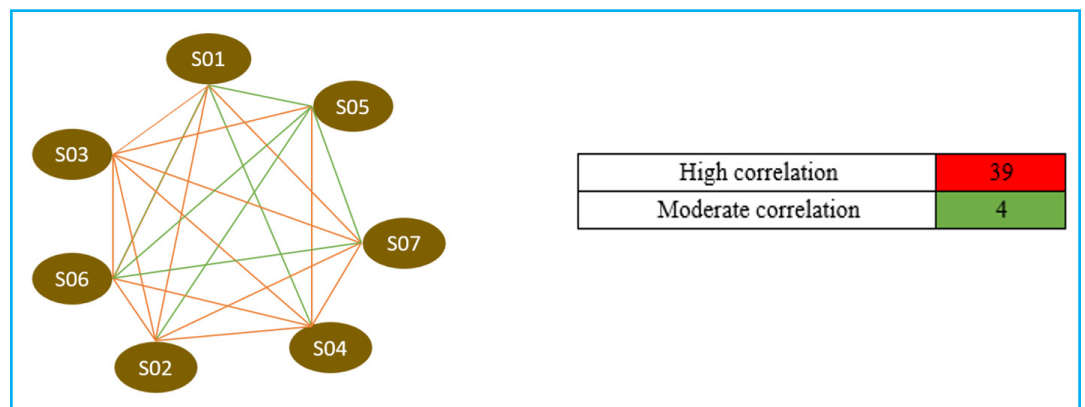 S01
S05
S03
S07
S06
S04
S02
High correlation 39
Moderate correlation 4